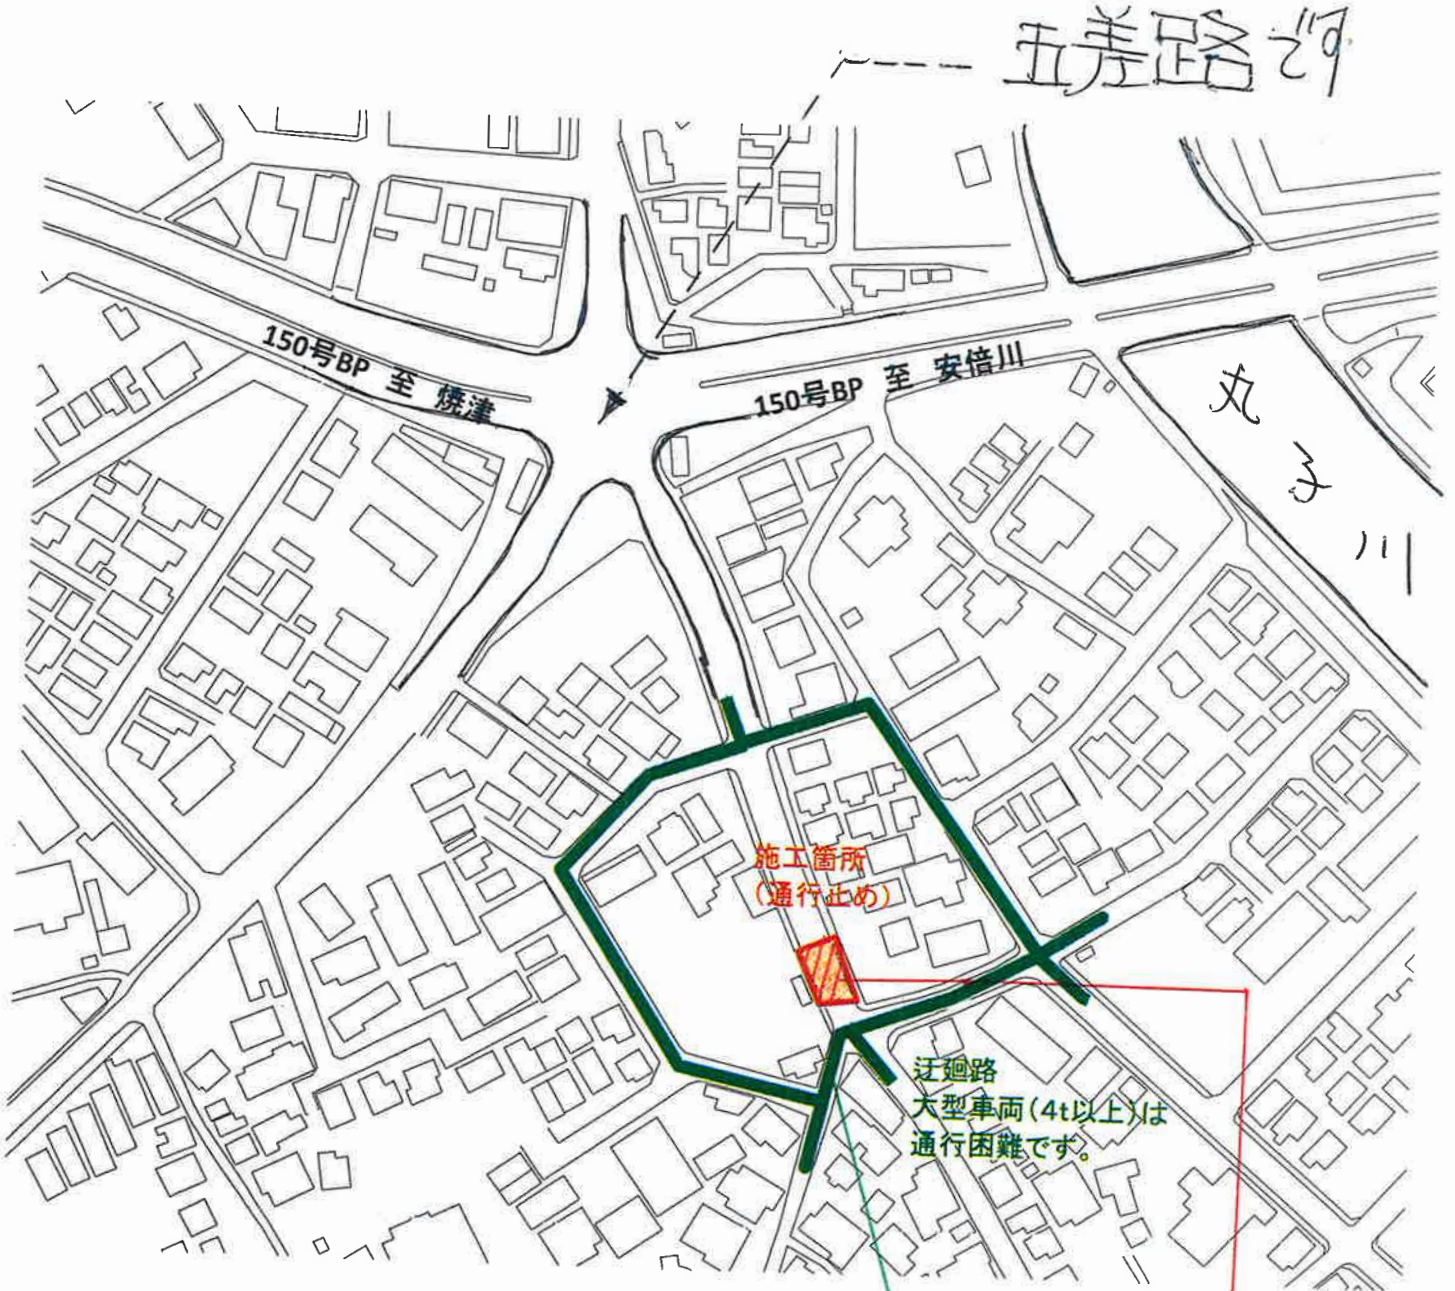 五差路です
150号BP 至 焼津
150号BP 至 安倍川
丸子川
施工箇所
(通行止め)
迂廻路
大型車両(4t以上)は
通行困難です。